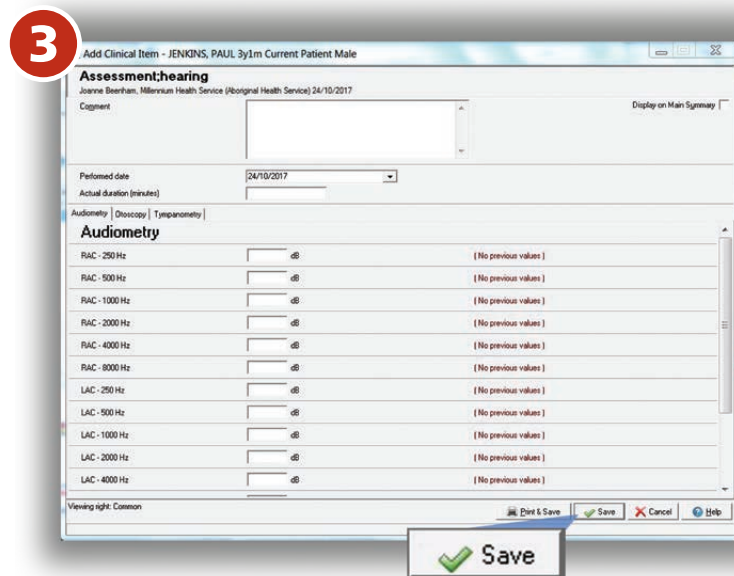 3
Add Clinical Item - JENKINS, PAUL 3y1m Current Patient Male
Assessment;hearing
Joanne Beenham, Millennium Health Service (Aboriginal Health Service) 24/10/2017
Comment
Display on Main Summary
Performed date 24/10/2017
Actual duration (minutes)
Audiometry Otoscopy Tympanometry
Audiometry
RAC - 250 Hz dB [ No previous values ]
RAC - 500 Hz dB [ No previous values ]
RAC - 1000 Hz dB [ No previous values ]
RAC - 2000 Hz dB [ No previous values ]
RAC - 4000 Hz dB [ No previous values ]
RAC - 8000 Hz dB [ No previous values ]
LAC - 250 Hz dB [ No previous values ]
LAC - 500 Hz dB [ No previous values ]
LAC - 1000 Hz dB [ No previous values ]
LAC - 2000 Hz dB [ No previous values ]
LAC - 4000 Hz dB [ No previous values ]
Viewing right: Common Print & Save Save Cancel Help
Save